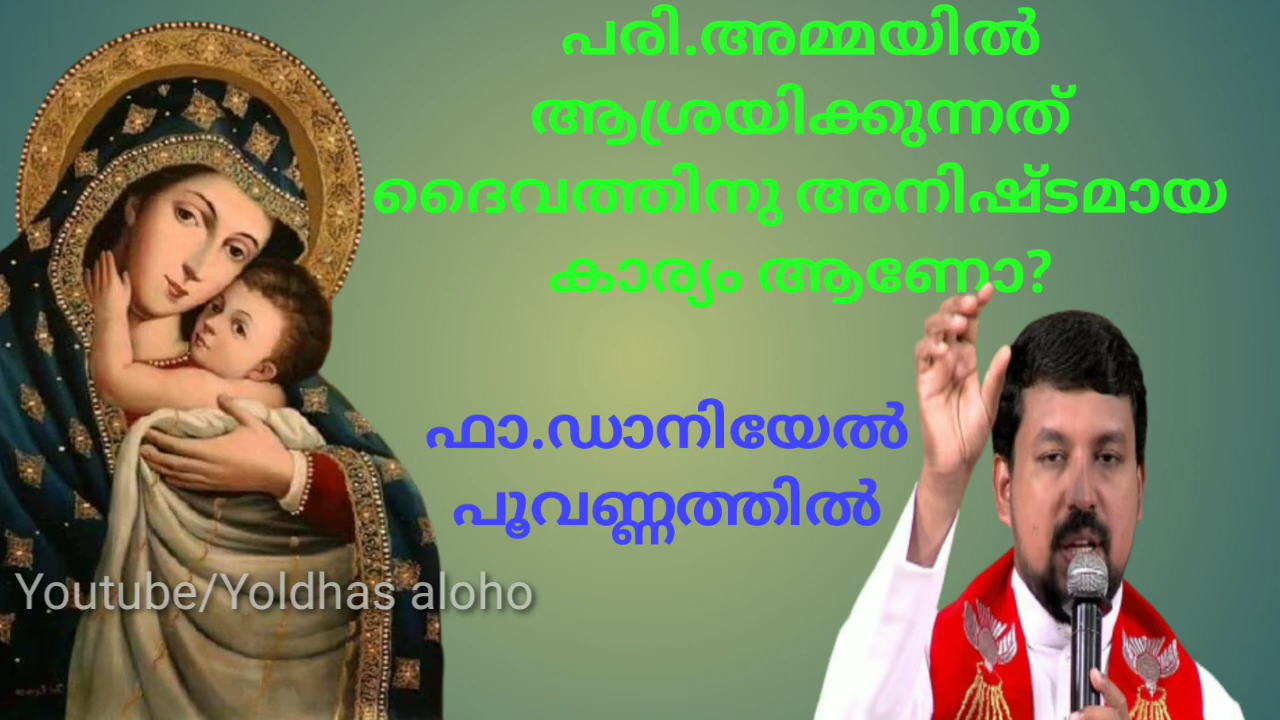 പരി.അമ്മയിൽ
ആശ്രയിക്കുന്നത്
ദൈവത്തിനു അനിഷ്ടമായ
കാര്യം ആണോ?
ഫാ.ഡാനിയേൽ
പൂവണ്ണത്തിൽ
Youtube/Yoldhas aloho